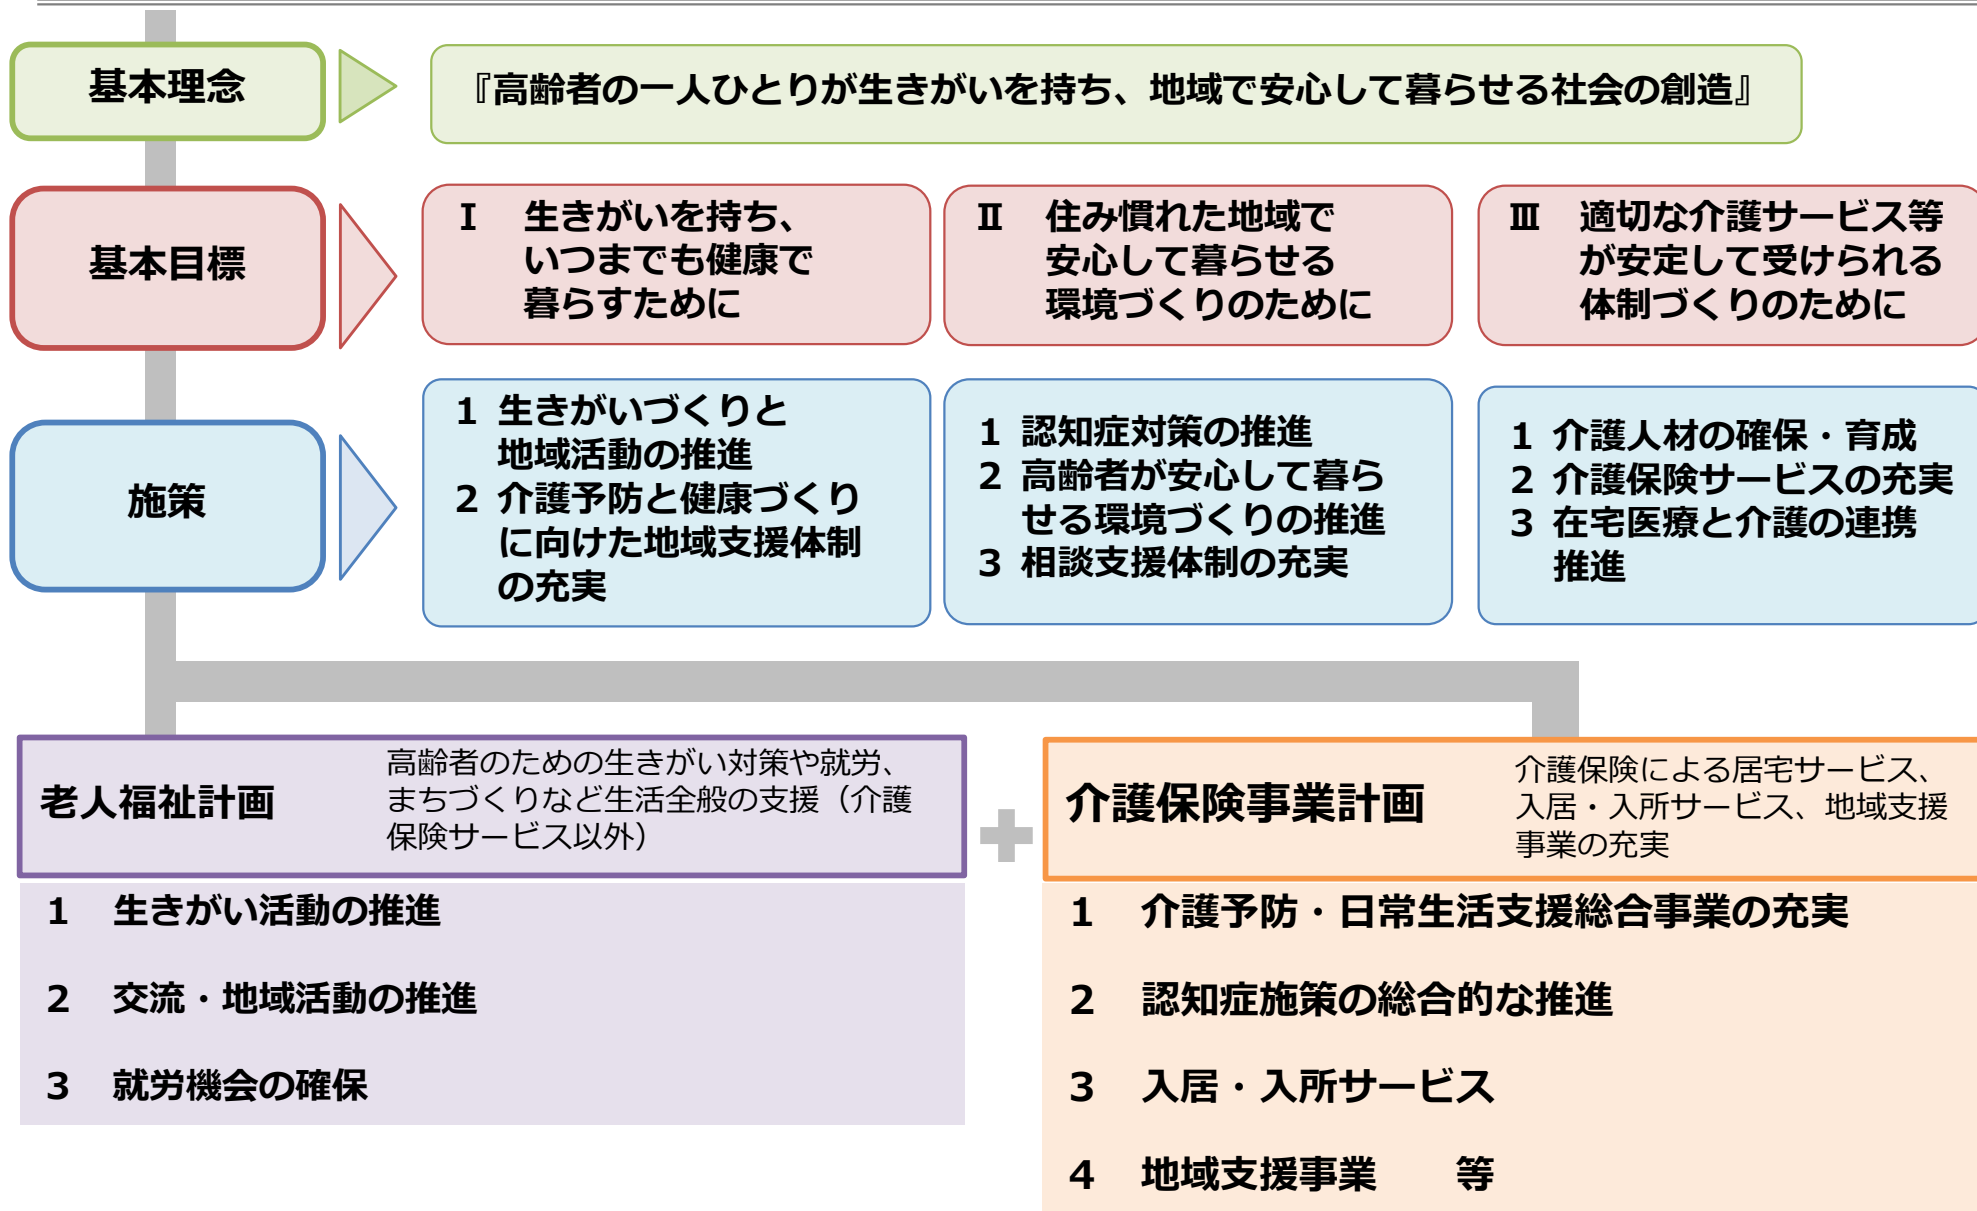 基本理念
『高齢者の一人ひとりが生きがいを持ち、地域で安心して暮らせる社会の創造』
基本目標
Ⅰ 生きがいを持ち、
いつまでも健康で
暮らすために
Ⅱ 住み慣れた地域で
安心して暮らせる
環境づくりのために
Ⅲ 適切な介護サービス等
が安定して受けられる
体制づくりのために
施策
1 生きがいづくりと
地域活動の推進
2 介護予防と健康づくり
に向けた地域支援体制
の充実
1 認知症対策の推進
2 高齢者が安心して暮ら
せる環境づくりの推進
3 相談支援体制の充実
1 介護人材の確保・育成
2 介護保険サービスの充実
3 在宅医療と介護の連携
推進
老人福祉計画
高齢者のための生きがい対策や就労、
まちづくりなど生活全般の支援（介護
保険サービス以外）
1 生きがい活動の推進
2 交流・地域活動の推進
3 就労機会の確保
介護保険事業計画
介護保険による居宅サービス、
入居・入所サービス、地域支援
事業の充実
1 介護予防・日常生活支援総合事業の充実
2 認知症施策の総合的な推進
3 入居・入所サービス
4 地域支援事業　　等